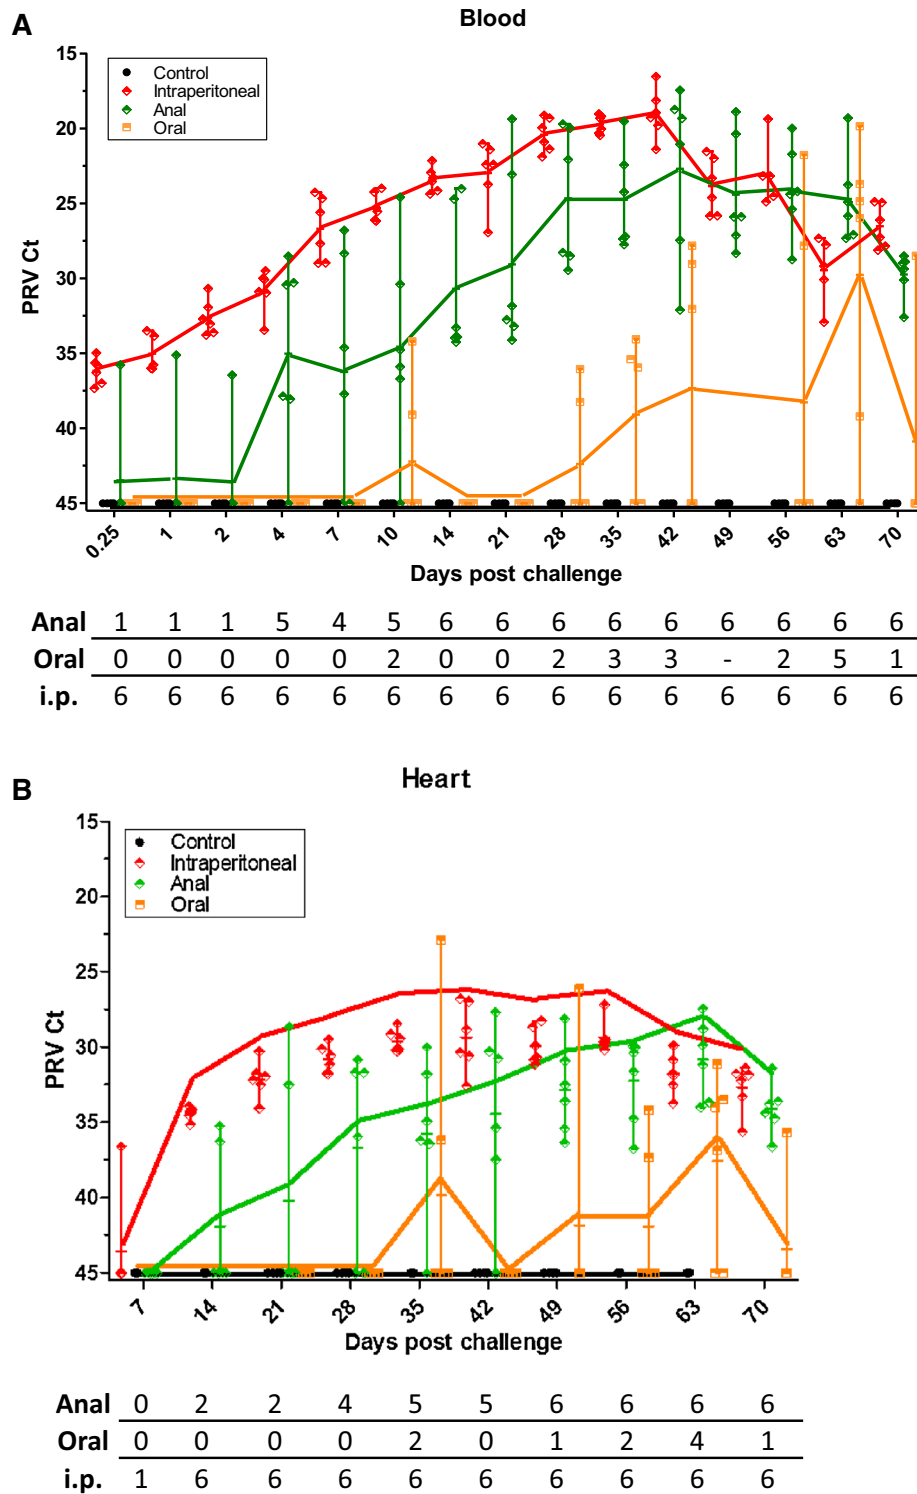 A
Blood
Control
Intraperitoneal
Anal
Oral
15
20
25
30
35
40
45
PRV Ct
0.25 1 2 4 7 10 14 21 28 35 42 49 56 63 70
Days post challenge
Anal 1 1 1 5 4 5 6 6 6 6 6 6 6 6 6
Oral 0 0 0 0 0 2 0 0 2 3 3 - 2 5 1
i.p. 6 6 6 6 6 6 6 6 6 6 6 6 6 6 6
B
Heart
Control
Intraperitoneal
Anal
Oral
15
20
25
30
35
40
45
PRV Ct
7 14 21 28 35 42 49 56 63 70
Days post challenge
Anal 0 2 2 4 5 5 6 6 6 6
Oral 0 0 0 0 2 0 1 2 4 1
i.p. 1 6 6 6 6 6 6 6 6 6